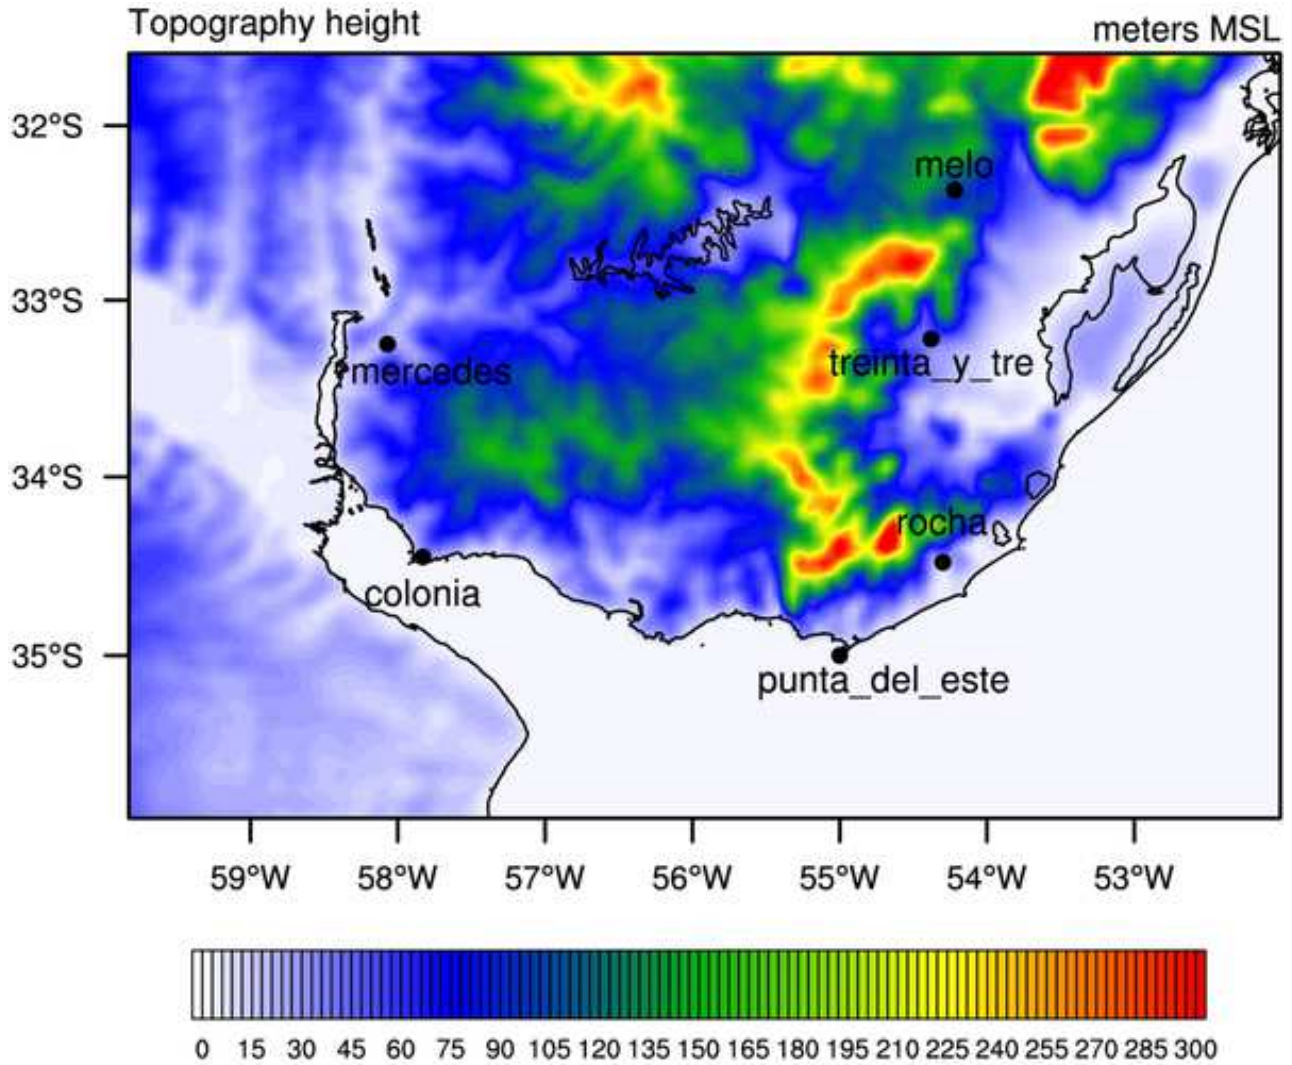 Topography height
meters MSL
32°S
melo
33°S
mercedes
treinta_y_tre
34°S
rocha
colonia
35°S
punta_del_este
59°W 58°W 57°W 56°W 55°W 54°W 53°W
0 15 30 45 60 75 90 105 120 135 150 165 180 195 210 225 240 255 270 285 300